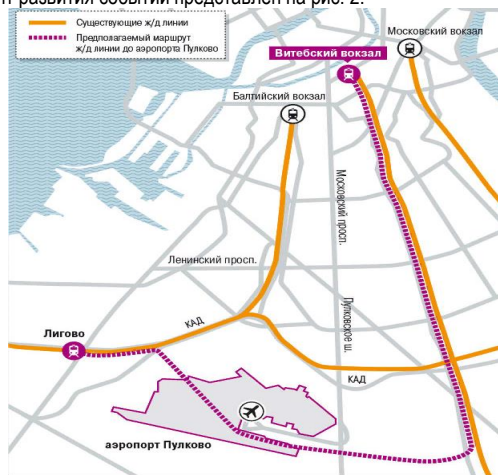 т развития событий представлен на рис. 2.
Существующие ж/д линии
Предполагаемый маршрут
ж/д линии до аэропорта Пулково
Московский вокзал
Витебский вокзал
Балтийский вокзал
Московский просп.
Ленинский просп.
Пулковское ш.
КАД
Лигово
КАД
аэропорт Пулково